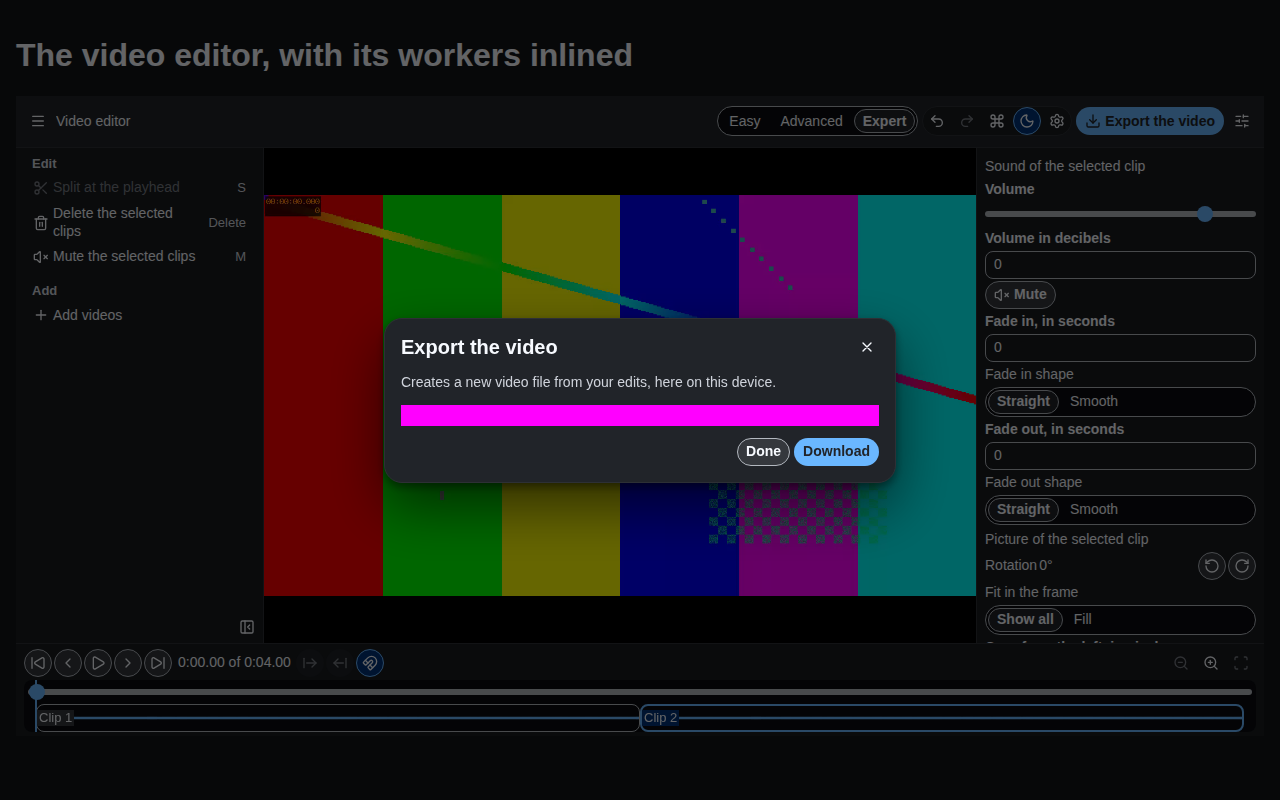 The video editor, with its workers inlined
Video editor
Easy Advanced Expert
Export the video
Edit
Split at the playhead S
Delete the selected clips Delete
Mute the selected clips M
Add
Add videos
00:00:00.000
0
Export the video
Creates a new video file from your edits, here on this device.
Done Download
Sound of the selected clip
Volume
Volume in decibels
0
Mute
Fade in, in seconds
0
Fade in shape
Straight Smooth
Fade out, in seconds
0
Fade out shape
Straight Smooth
Picture of the selected clip
Rotation 0°
Fit in the frame
Show all Fill
0:00.00 of 0:04.00
Clip 1 Clip 2